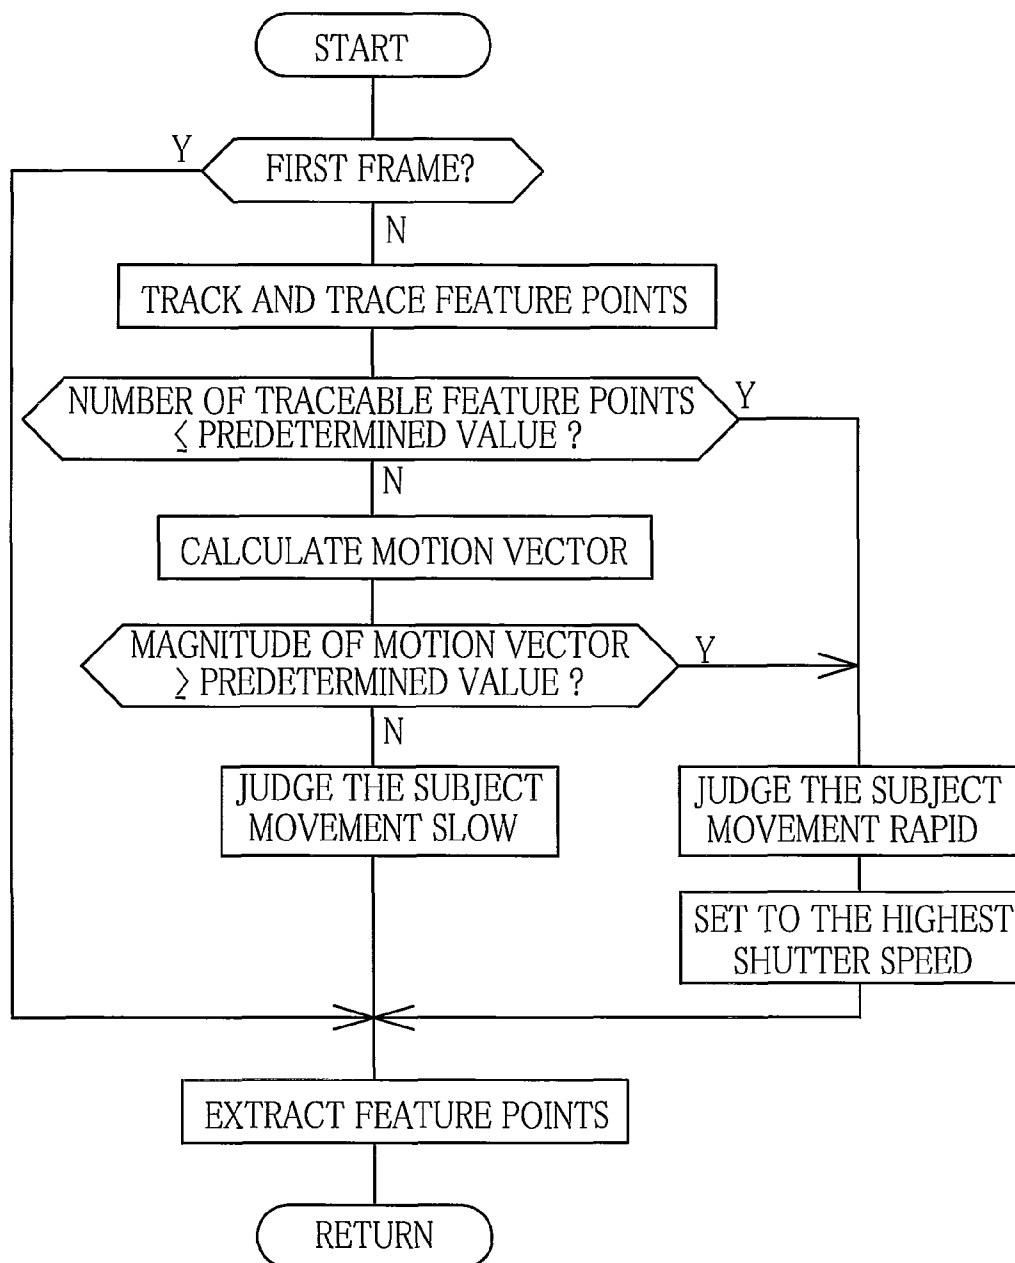 START
Y
FIRST FRAME?
N
TRACK AND TRACE FEATURE POINTS
NUMBER OF TRACEABLE FEATURE POINTS
≤ PREDETERMINED VALUE ?
Y
N
CALCULATE MOTION VECTOR
MAGNITUDE OF MOTION VECTOR
≥ PREDETERMINED VALUE ?
Y
N
JUDGE THE SUBJECT
MOVEMENT SLOW
JUDGE THE SUBJECT
MOVEMENT RAPID
SET TO THE HIGHEST
SHUTTER SPEED
EXTRACT FEATURE POINTS
RETURN